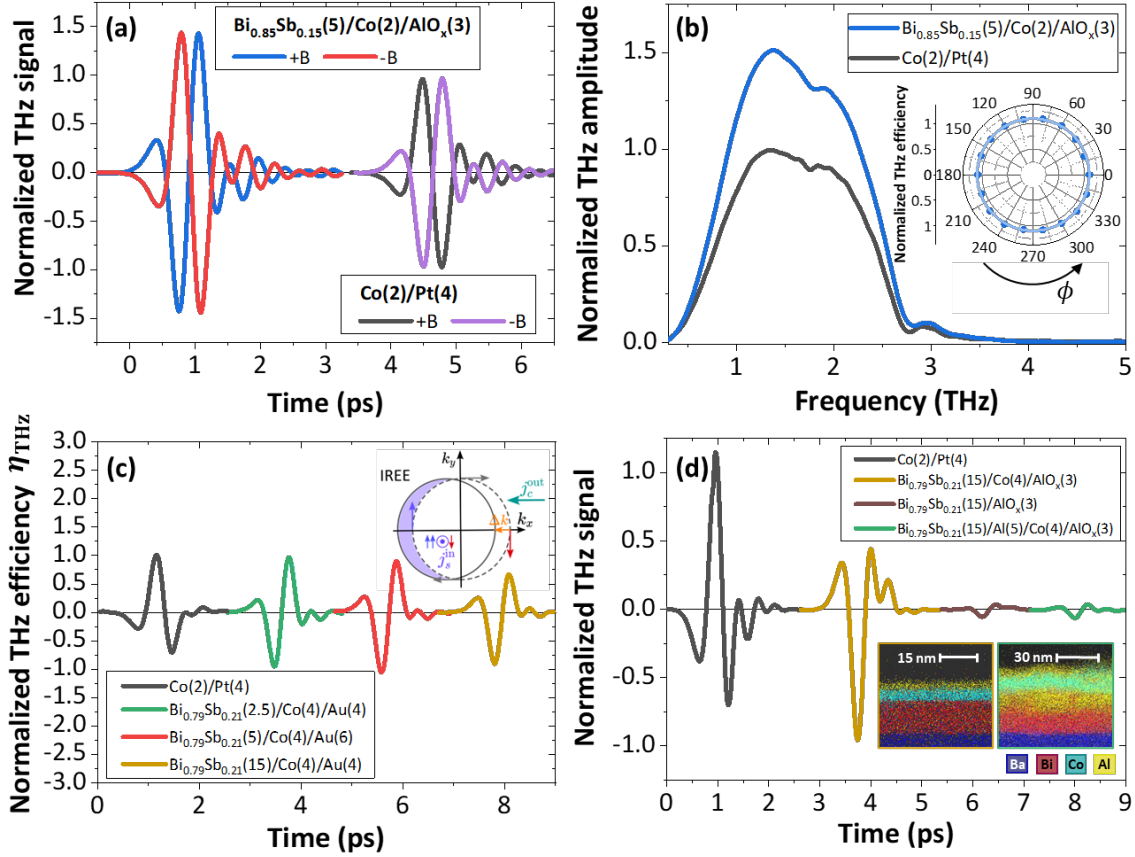 (a)
Bi0.85Sb0.15(5)/Co(2)/AlOx(3)
+B -B
Co(2)/Pt(4)
+B -B
Normalized THz signal
1.5
1.0
0.5
0.0
-0.5
-1.0
-1.5
0 1 2 3 4 5 6
Time (ps)
(b)
Bi0.85Sb0.15(5)/Co(2)/AlOx(3)
Co(2)/Pt(4)
Normalized THz amplitude
1.5
1.0
0.5
0.0
1 2 3 4 5
Frequency (THz)
Normalized THz efficiency
1
0.5
0
0.5
1
0
30
60
90
120
150
180
210
240
270
300
330
ϕ
(c)
Normalized THz efficiency ηTHz
3.0
2.5
2.0
1.5
1.0
0.5
0.0
-0.5
-1.0
-1.5
-2.0
-2.5
-3.0
0 2 4 6 8
Time (ps)
IREE
ky
jc^out
Δk
kx
js^in
Co(2)/Pt(4)
Bi0.79Sb0.21(2.5)/Co(4)/Au(4)
Bi0.79Sb0.21(5)/Co(4)/Au(6)
Bi0.79Sb0.21(15)/Co(4)/Au(4)
(d)
Co(2)/Pt(4)
Bi0.79Sb0.21(15)/Co(4)/AlOx(3)
Bi0.79Sb0.21(15)/AlOx(3)
Bi0.79Sb0.21(15)/Al(5)/Co(4)/AlOx(3)
Normalized THz signal
1.0
0.5
0.0
-0.5
-1.0
15 nm
30 nm
Ba Bi Co Al
0 1 2 3 4 5 6 7 8 9
Time (ps)